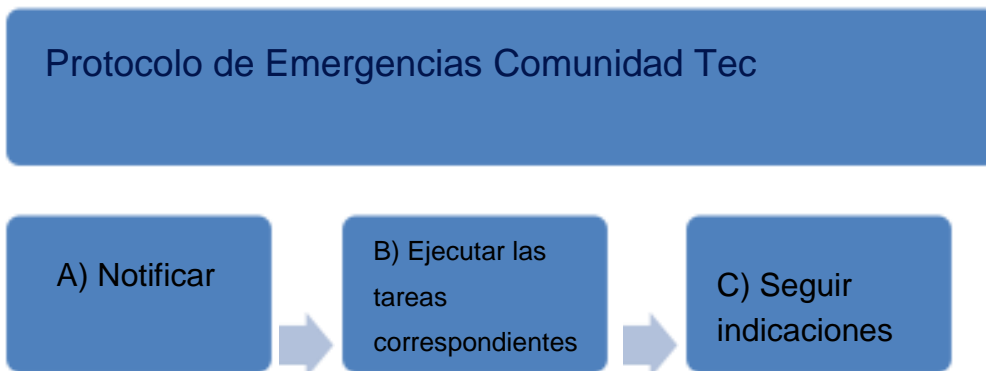 Protocolo de Emergencias Comunidad Tec
A) Notificar
B) Ejecutar las
tareas
correspondientes
C) Seguir
indicaciones